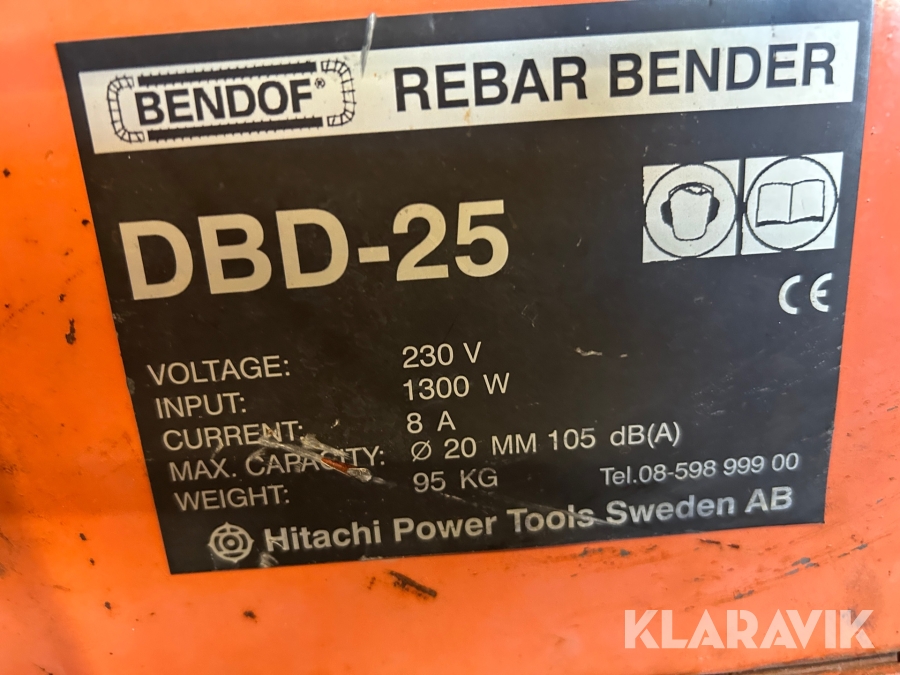 BENDOF® REBAR BENDER
DBD-25
CE
VOLTAGE: 230 V
INPUT: 1300 W
CURRENT: 8 A
MAX. CAPACITY: Ø 20 MM 105 dB(A)
WEIGHT: 95 KG Tel.08-598 999 00
Hitachi Power Tools Sweden AB
KLARAVIK